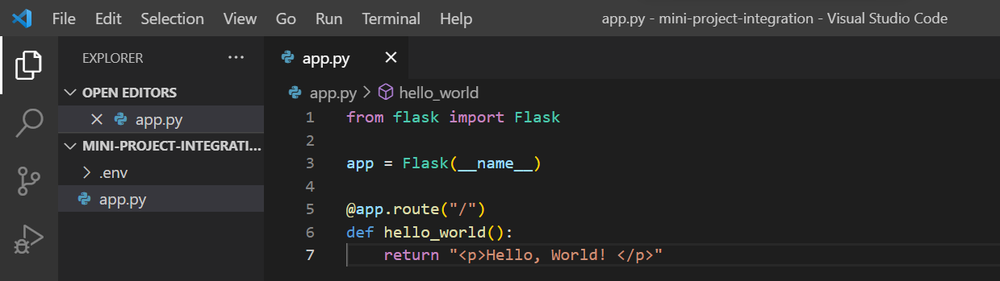 File Edit Selection View Go Run Terminal Help app.py - mini-project-integration - Visual Studio Code
EXPLORER ···
OPEN EDITORS
app.py
MINI-PROJECT-INTEGRATI...
.env
app.py
app.py
app.py > hello_world
1 from flask import Flask
2
3 app = Flask(__name__)
4
5 @app.route("/")
6 def hello_world():
7     return "<p>Hello, World! </p>"